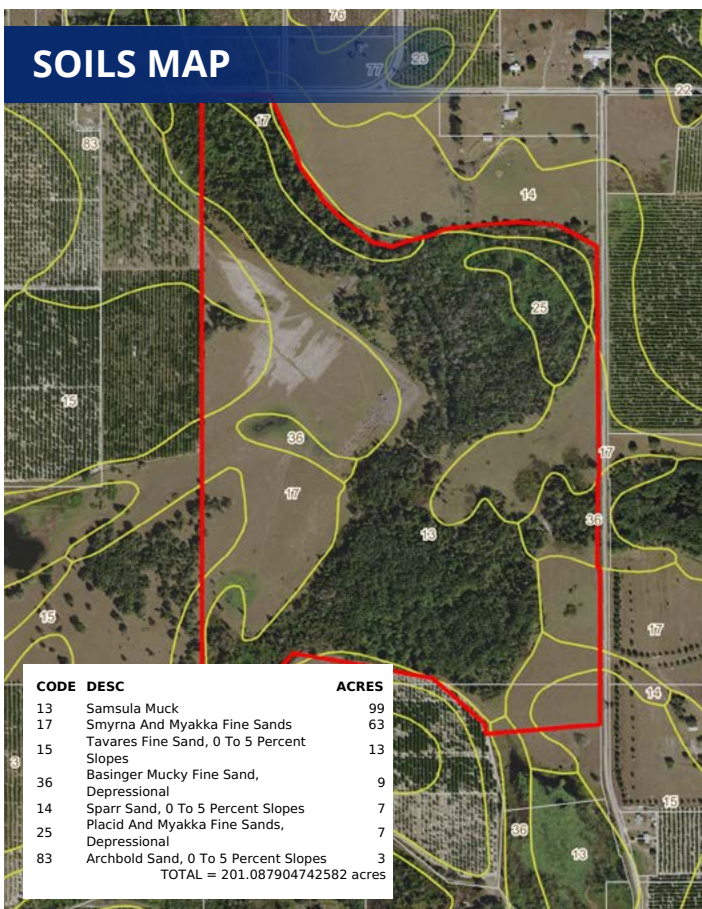 76
SOILS MAP
77
23
22
17
83
14
25
15
36
17
17
13
36
15
17
14
3
15
36
13
CODE DESC ACRES
13 Samsula Muck 99
17 Smyrna And Myakka Fine Sands 63
15 Tavares Fine Sand, 0 To 5 Percent
Slopes 13
36 Basinger Mucky Fine Sand,
Depressional 9
14 Sparr Sand, 0 To 5 Percent Slopes 7
25 Placid And Myakka Fine Sands,
Depressional 7
83 Archbold Sand, 0 To 5 Percent Slopes 3
TOTAL = 201.087904742582 acres